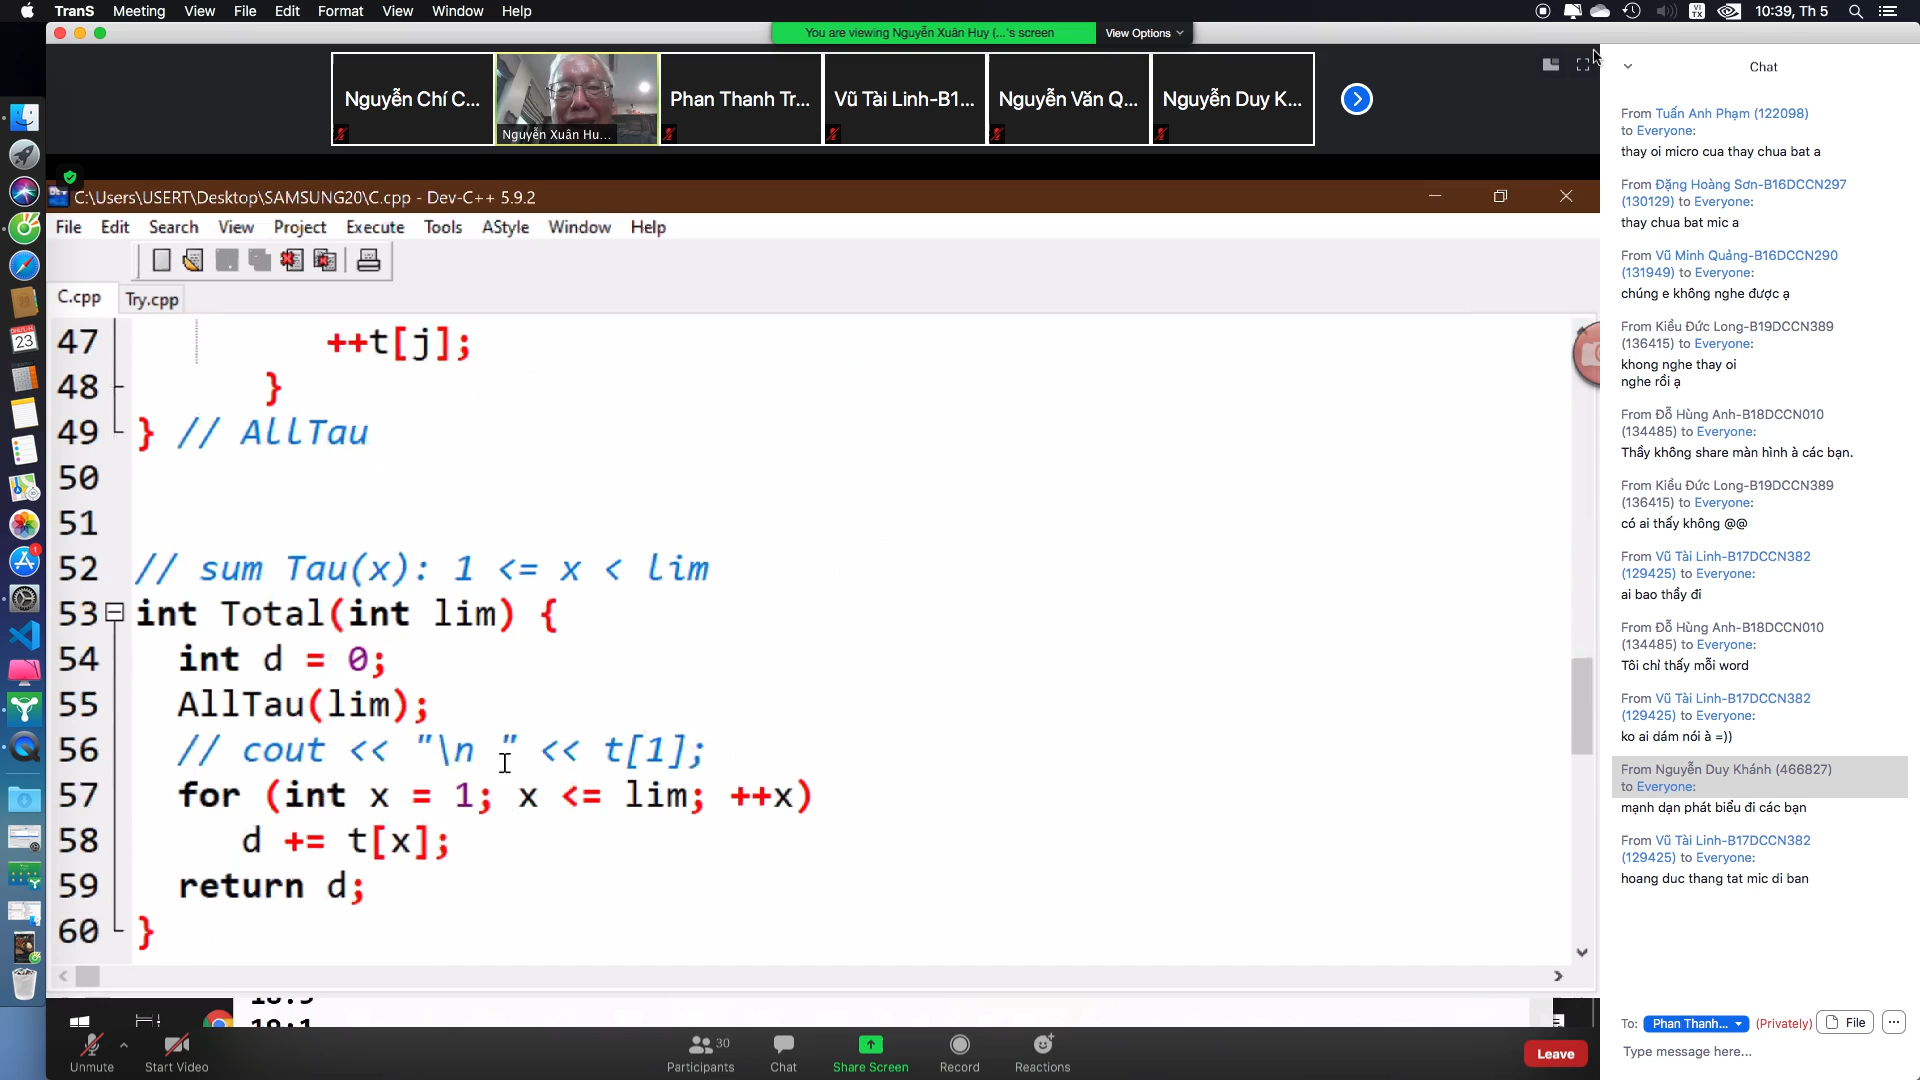 TranS Meeting View File Edit Format View Window Help
VI
TX
10:39, Th 5
You are viewing Nguyễn Xuân Huy (...'s screen
View Options
Nguyễn Chí C...
Nguyễn Xuân Hu...
Phan Thanh Tr...
Vũ Tài Linh-B1...
Nguyễn Văn Q...
Nguyễn Duy K...
C:\Users\USERT\Desktop\SAMSUNG20\C.cpp - Dev-C++ 5.9.2
File Edit Search View Project Execute Tools AStyle Window Help
C.cpp Try.cpp
47 ++t[j];
48 }
49 } // AllTau
50
51
52 // sum Tau(x): 1 <= x < lim
53 int Total(int lim) {
54 int d = 0;
55 AllTau(lim);
56 // cout << "\n " << t[1];
57 for (int x = 1; x <= lim; ++x)
58 d += t[x];
59 return d;
60 }
Unmute
Start Video
30
Participants
Chat
Share Screen
Record
Reactions
Leave
23
1
Chat
From Tuấn Anh Phạm (122098)
to Everyone:
thay oi micro cua thay chua bat a
From Đặng Hoàng Sơn-B16DCCN297
(130129) to Everyone:
thay chua bat mic a
From Vũ Minh Quảng-B16DCCN290
(131949) to Everyone:
chúng e không nghe được ạ
From Kiều Đức Long-B19DCCN389
(136415) to Everyone:
khong nghe thay oi
nghe rồi ạ
From Đỗ Hùng Anh-B18DCCN010
(134485) to Everyone:
Thầy không share màn hình à các bạn.
From Kiều Đức Long-B19DCCN389
(136415) to Everyone:
có ai thấy không @@
From Vũ Tài Linh-B17DCCN382
(129425) to Everyone:
ai bao thầy đi
From Đỗ Hùng Anh-B18DCCN010
(134485) to Everyone:
Tôi chỉ thấy mỗi word
From Vũ Tài Linh-B17DCCN382
(129425) to Everyone:
ko ai dám nói à =))
From Nguyễn Duy Khánh (466827)
to Everyone:
mạnh dạn phát biểu đi các bạn
From Vũ Tài Linh-B17DCCN382
(129425) to Everyone:
hoang duc thang tat mic di ban
To: Phan Thanh... (Privately) File
Type message here...